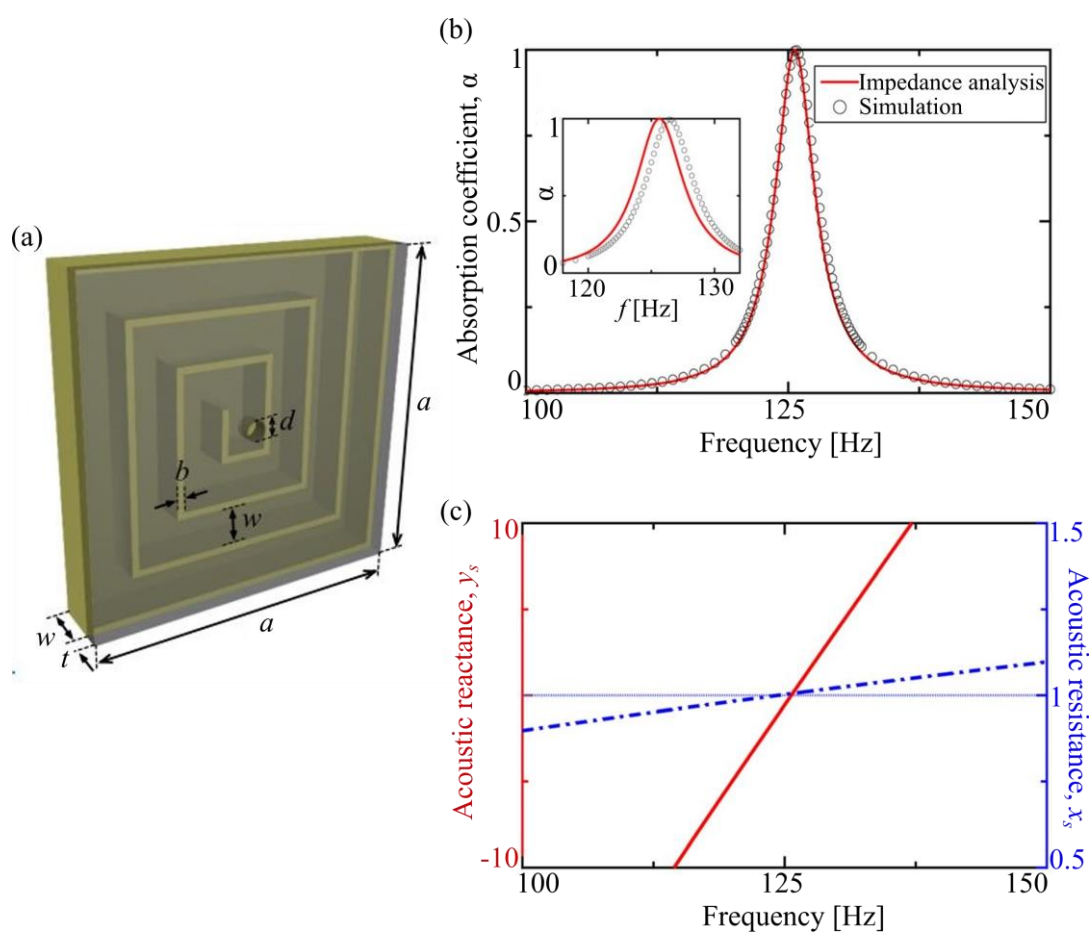 (a)
a
d
b
w
a
w
t
(b)
Absorption coefficient, α
1
0.5
0
Impedance analysis
Simulation
1
α
0
120
130
f [Hz]
100
125
150
Frequency [Hz]
(c)
Acoustic reactance, yₛ
10
-10
1.5
1
0.5
Acoustic resistance, xₛ
100
125
150
Frequency [Hz]